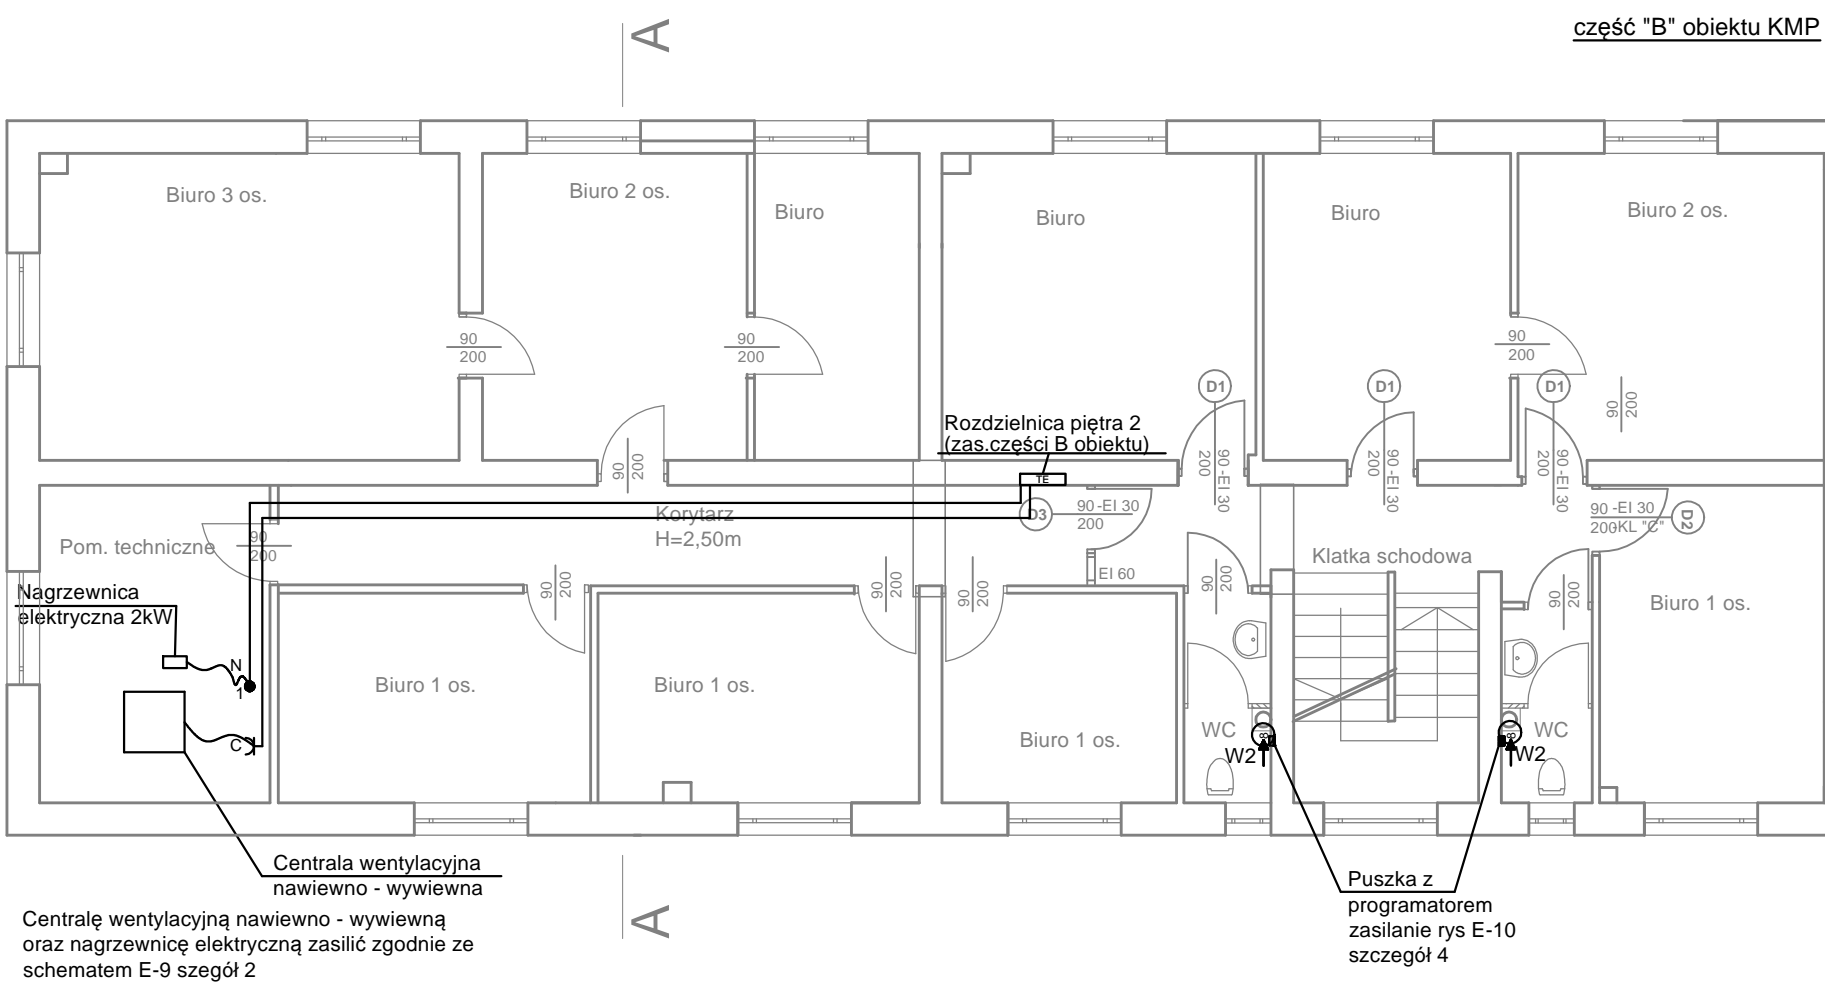 część "B" obiektu KMP
A
Biuro 3 os.
Biuro 2 os.
Biuro
Biuro
Biuro
Biuro 2 os.
90
200
90
200
90
200
D1
D1
D1
90
200
Rozdzielnica piętra 2
(zas.części B obiektu)
90
200
90 -EI 30
200
90 -EI 30
200
90 -EI 30
200
TE
Korytarz
H=2,50m
D3
90 -EI 30
200
90 -EI 30
200-KL "C"
D2
Pom. techniczne
90
200
Klatka schodowa
EI 60
90
200
90
200
90
200
90
200
90
200
Nagrzewnica
elektryczna 2kW
Biuro 1 os.
N
1
Biuro 1 os.
Biuro 1 os.
Biuro 1 os.
C
WC
W2
WC
W2
Centrala wentylacyjna
nawiewno - wywiewna
Puszka z
programatorem
zasilanie rys E-10
szczegół 4
A
Centralę wentylacyjną nawiewno - wywiewną
oraz nagrzewnicę elektryczną zasilić zgodnie ze
schematem E-9 szegół 2